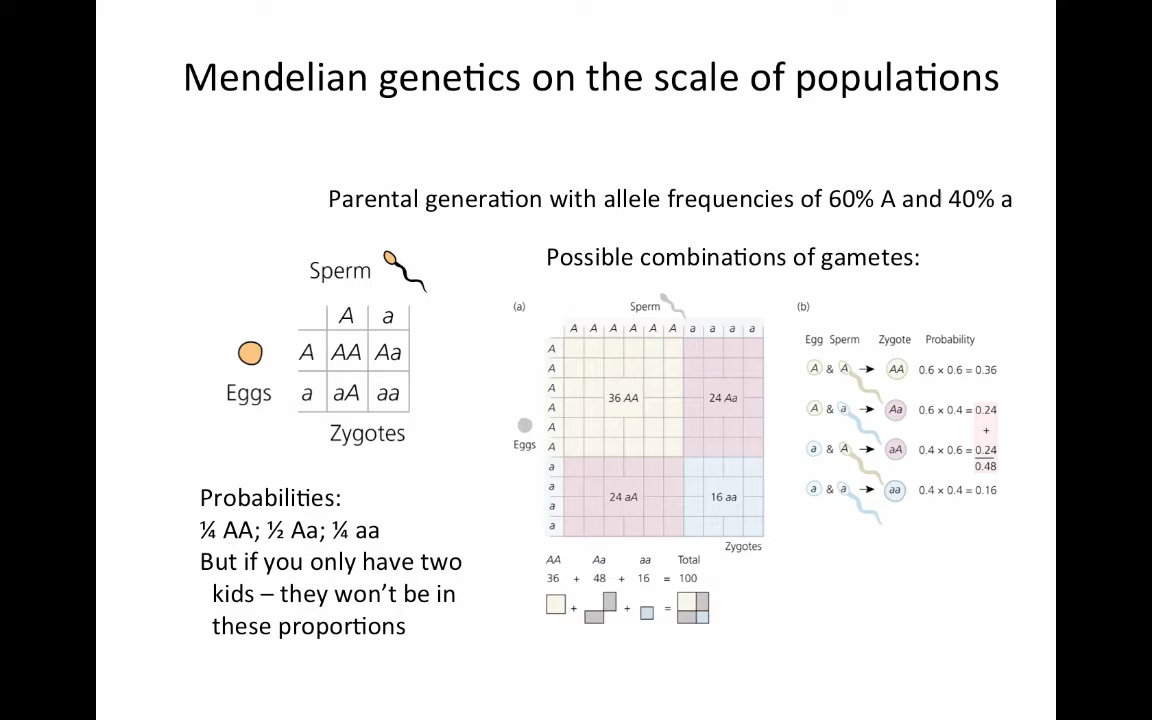 Mendelian genetics on the scale of populations
Parental generation with allele frequencies of 60% A and 40% a
Sperm
A a
A AA Aa
Eggs a aA aa
Zygotes
Probabilities:
¼ AA; ½ Aa; ¼ aa
But if you only have two
kids – they won't be in
these proportions
Possible combinations of gametes:
(a)
Sperm
A A A A A A a a a a
A
A
A
36 AA 24 Aa
A
A
Eggs A
a
a
24 aA 16 aa
a
a
Zygotes
AA Aa aa Total
36 + 48 + 16 = 100
+ + =
(b)
Egg Sperm Zygote Probability
A & A → AA 0.6 x 0.6 = 0.36
A & a → Aa 0.6 x 0.4 = 0.24
+
a & A → aA 0.4 x 0.6 = 0.24
0.48
a & a → aa 0.4 x 0.4 = 0.16